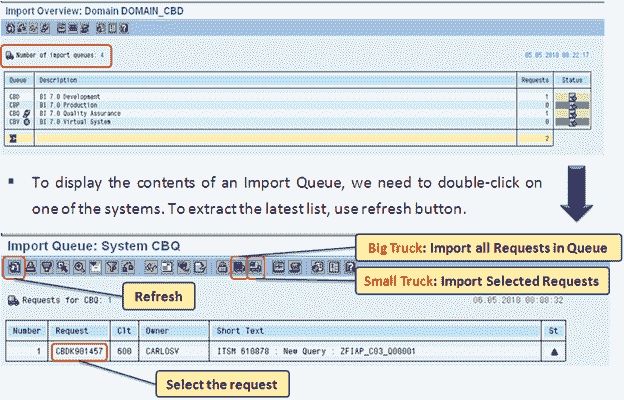 Import Overview: Domain DOMAIN_CBD
Number of import queues: 4
05.05.2010 00:22:17
Queue Description Requests Status
CBD BI 7.0 Development 1
CBP BI 7.0 Production 0
CBQ BI 7.0 Quality Assurance 1
CBV BI 7.0 Virtual System 0
Σ 2
▪ To display the contents of an Import Queue, we need to double-click on
one of the systems. To extract the latest list, use refresh button.
Import Queue: System CBQ
Big Truck: Import all Requests in Queue
Small Truck: Import Selected Requests
Refresh
Requests for CBQ: 1
06.05.2010 00:08:32
Number Request Clt Owner Short Text St
1 CBDK901457 600 CARLOSV ITSM 610878 : New Query : ZFIAP_C03_Q00001
Select the request